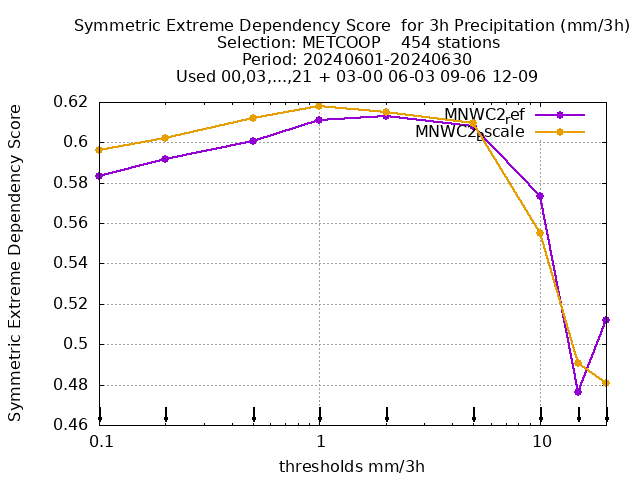 Symmetric Extreme Dependency Score for 3h Precipitation (mm/3h)
Selection: METCOOP 454 stations
Period: 20240601-20240630
Used 00,03,...,21 + 03-00 06-03 09-06 12-09
Symmetric Extreme Dependency Score
0.62
0.6
0.58
0.56
0.54
0.52
0.5
0.48
0.46
MNWC2ref
MNWC2bscale
0.1
1
10
thresholds mm/3h